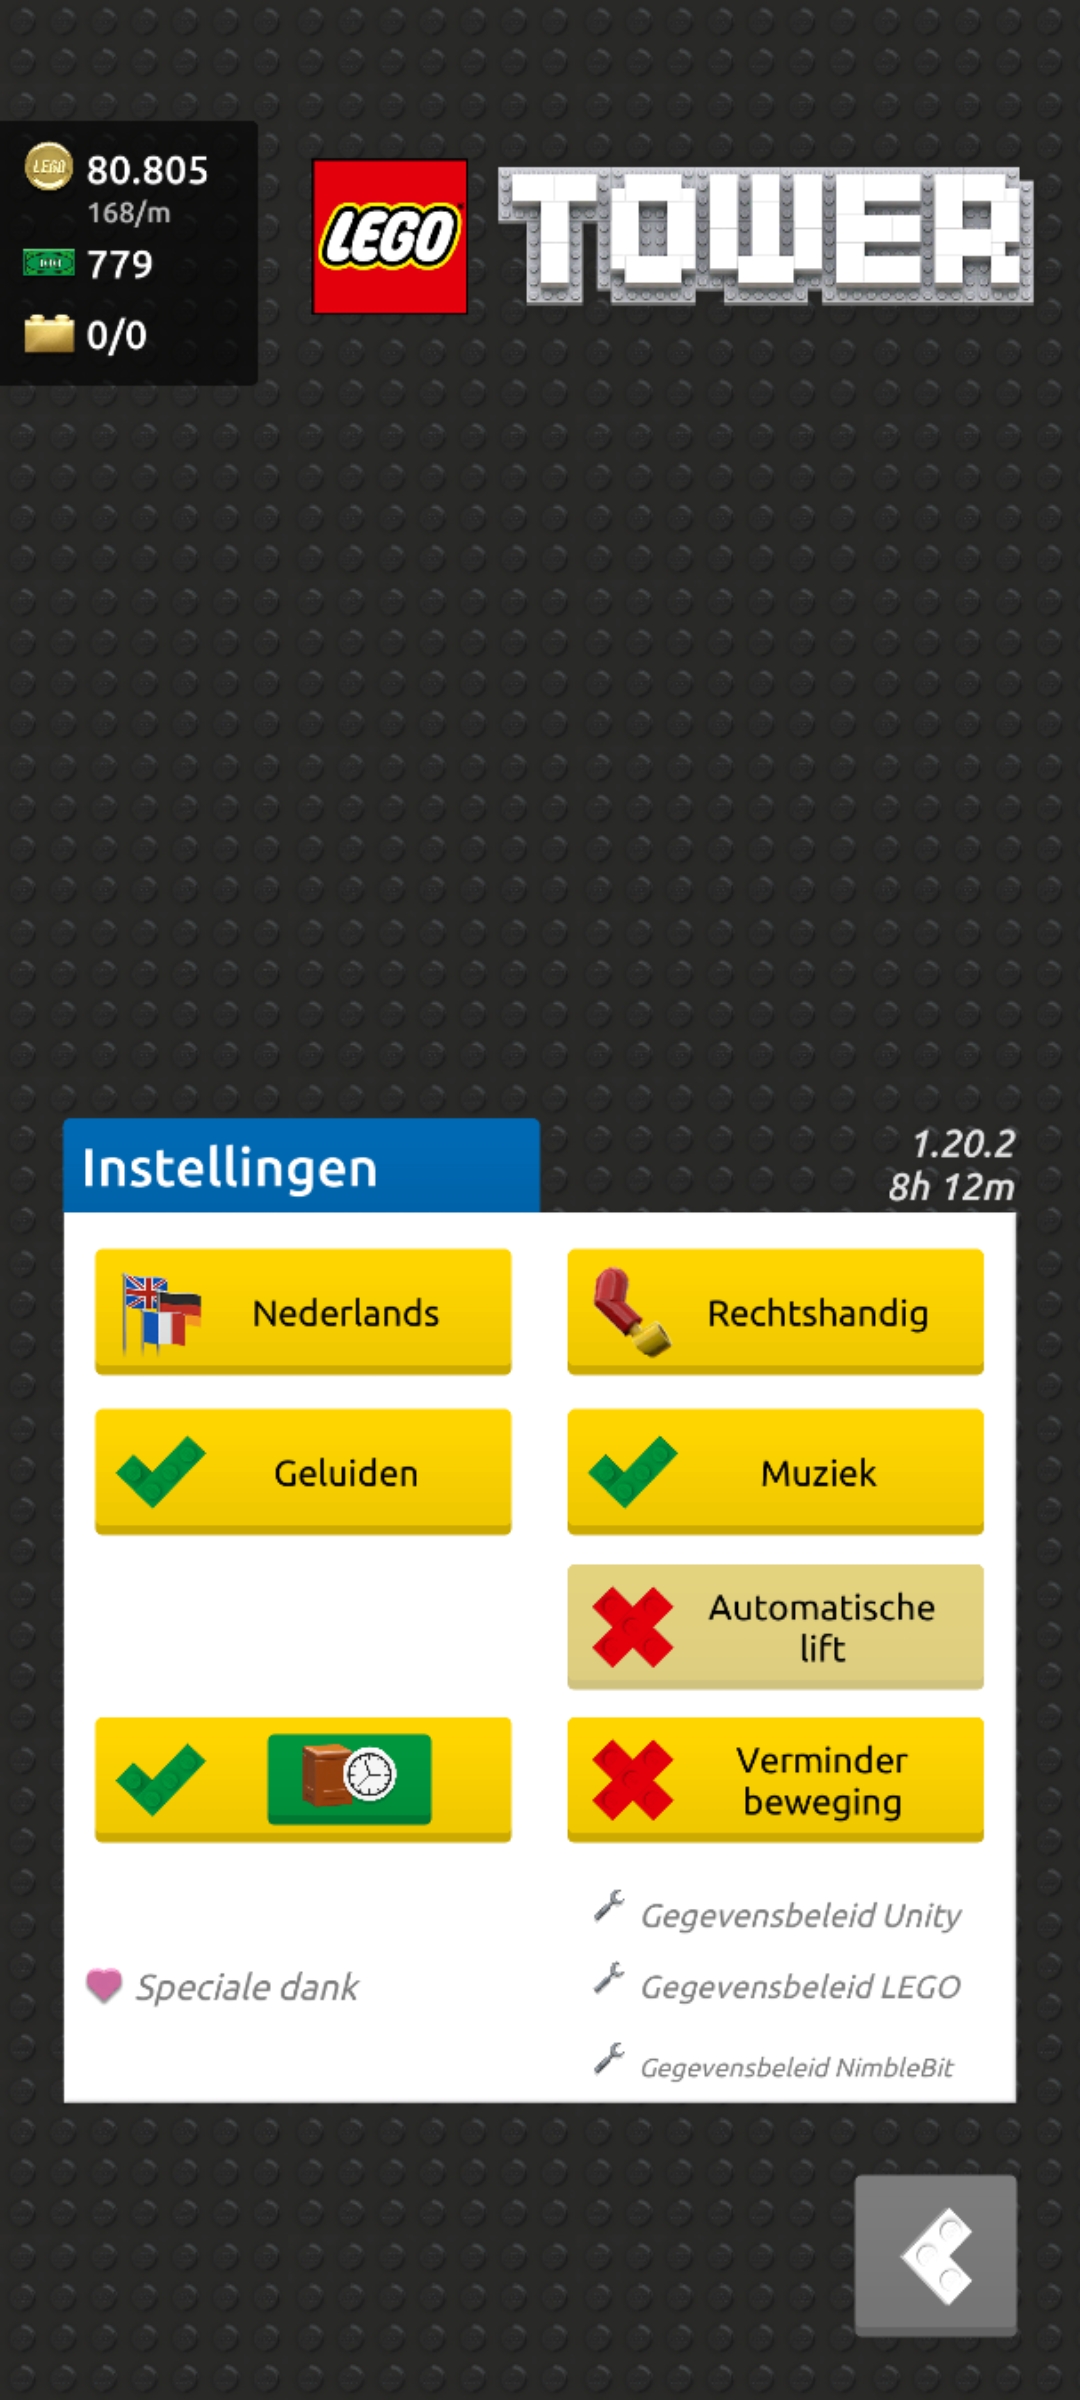 80.805
168/m
779
0/0
LEGO TOWER
Instellingen
1.20.2
8h 12m
Nederlands
Rechtshandig
Geluiden
Muziek
Automatische
lift
Verminder
beweging
Gegevensbeleid Unity
Speciale dank
Gegevensbeleid LEGO
Gegevensbeleid NimbleBit